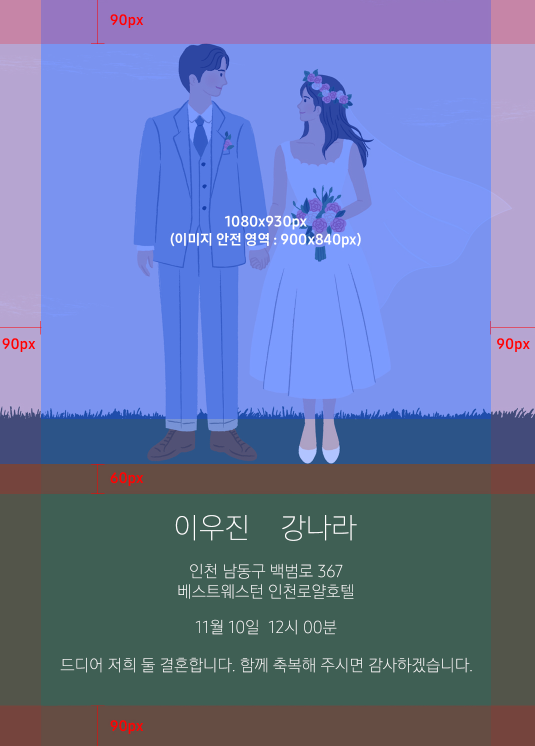 90px
1080x930px
(이미지 안전 영역 : 900x840px)
90px
90px
60px
이우진 강나라
인천 남동구 백범로 367
베스트웨스턴 인천로얄호텔
11월 10일 12시 00분
드디어 저희 둘 결혼합니다. 함께 축복해 주시면 감사하겠습니다.
90px